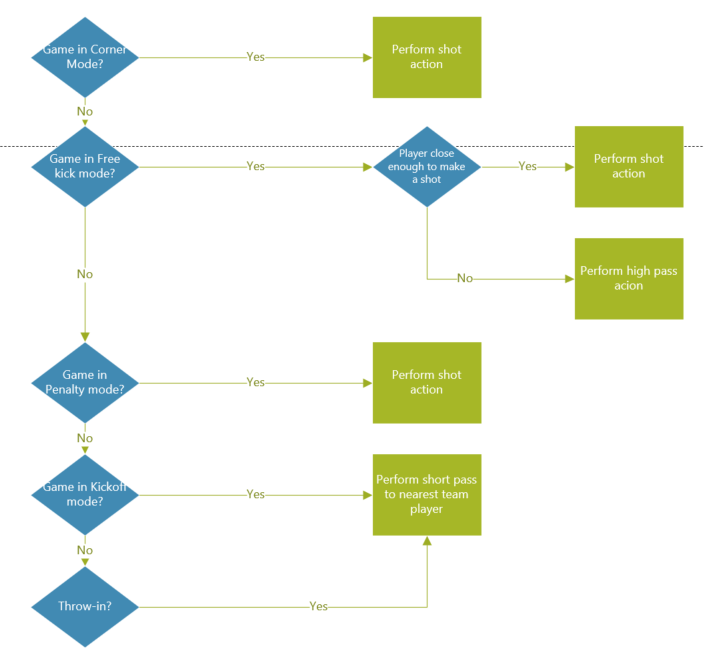 Game in Corner
Mode?
Yes
Perform shot
action
No
Game in Free
kick mode?
Yes
Player close
enough to make
a shot
Yes
Perform shot
action
No
No
Perform high pass
acion
Game in
Penalty mode?
Yes
Perform shot
action
No
Game in Kickoff
mode?
Yes
Perform short pass
to nearest team
player
No
Throw-in?
Yes